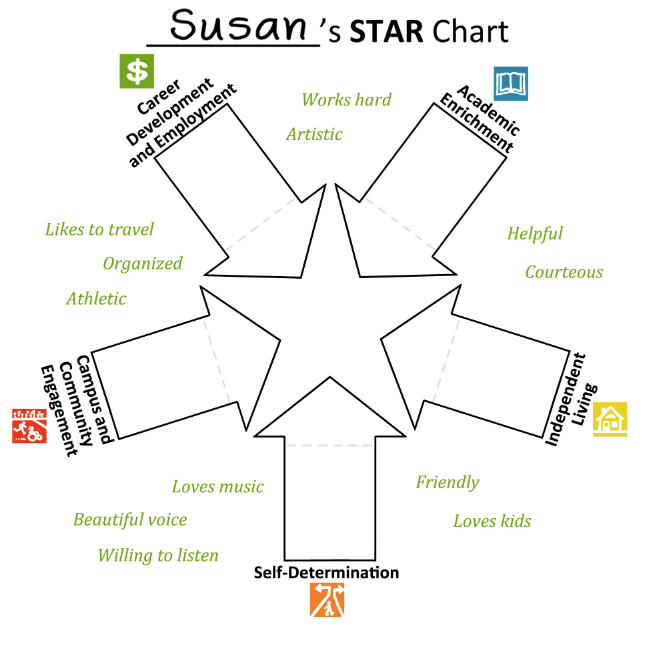 Susan's STAR Chart
Career
Development
and Employment
Works hard
Artistic
Academic
Enrichment
Likes to travel
Organized
Athletic
Helpful
Courteous
Campus and
Community
Engagement
Independent
Living
Loves music
Beautiful voice
Willing to listen
Friendly
Loves kids
Self-Determination